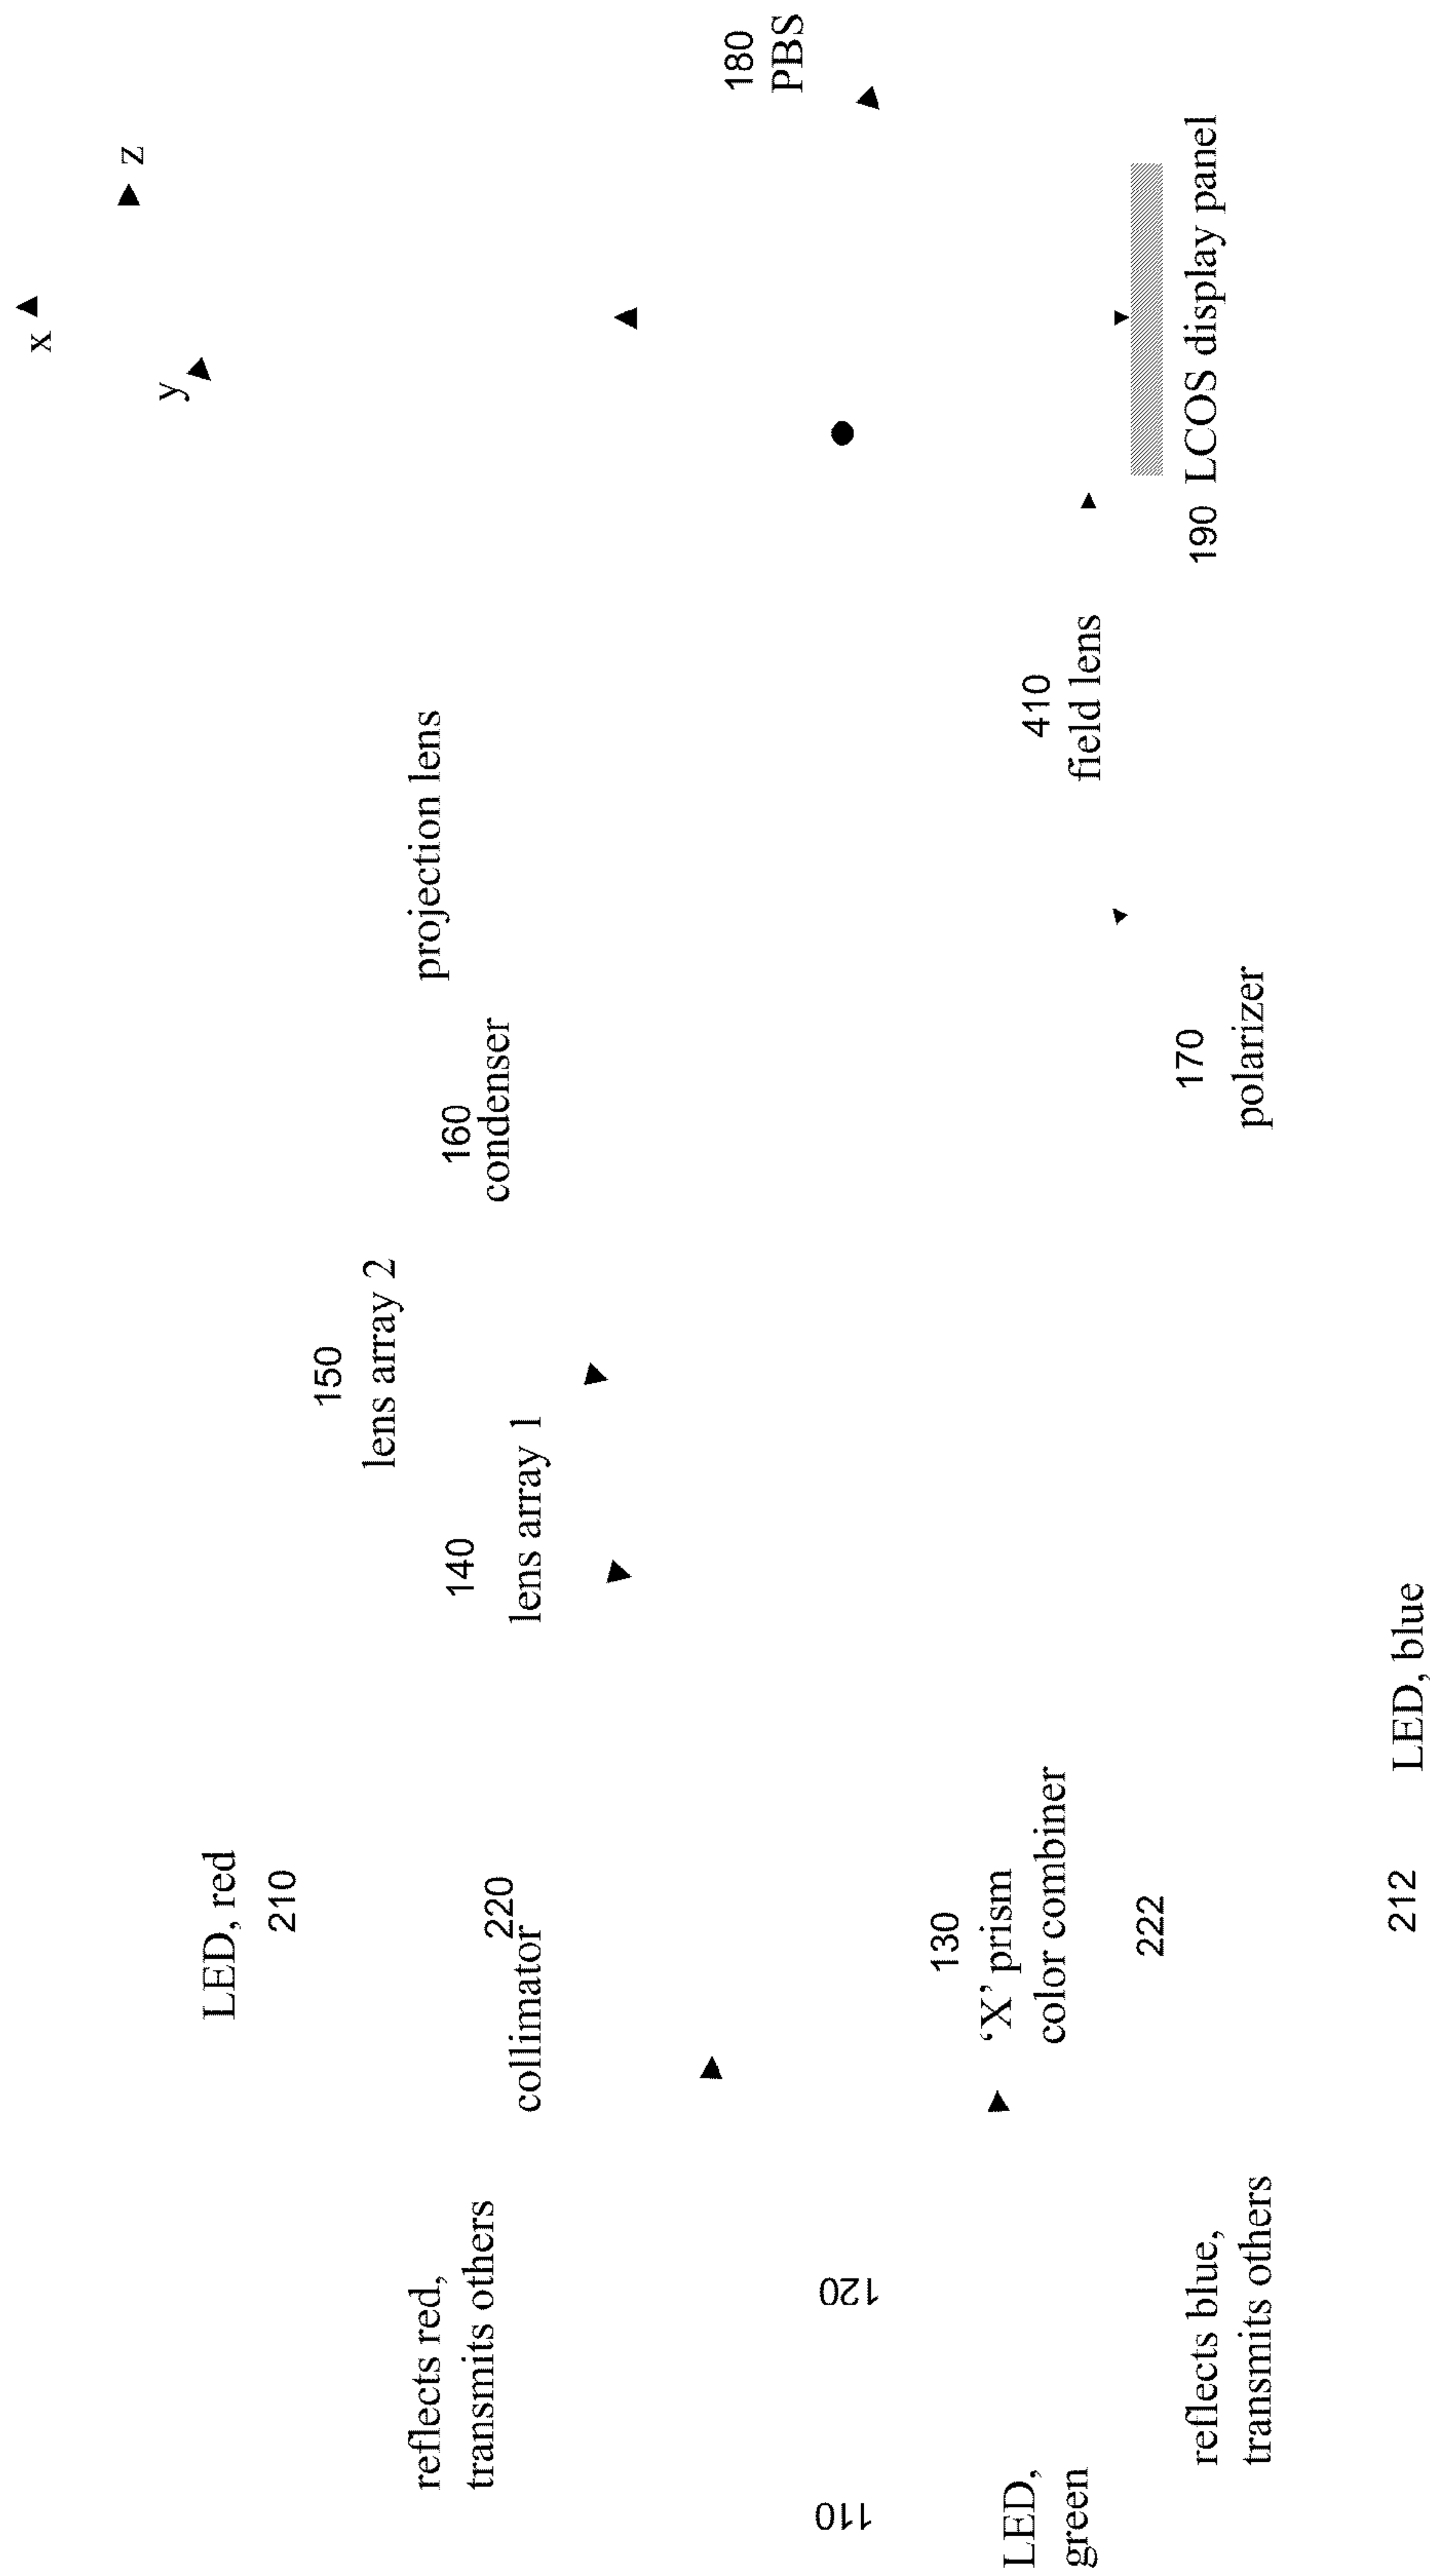 x
z
y
LED, red
210
150
lens array 2
projection lens
160
condenser
140
lens array 1
220
collimator
reflects red,
transmits others
180
PBS
110
120
130
'X' prism
color combiner
LED,
green
410
field lens
222
170
polarizer
190 LCOS display panel
reflects blue,
transmits others
212
LED, blue